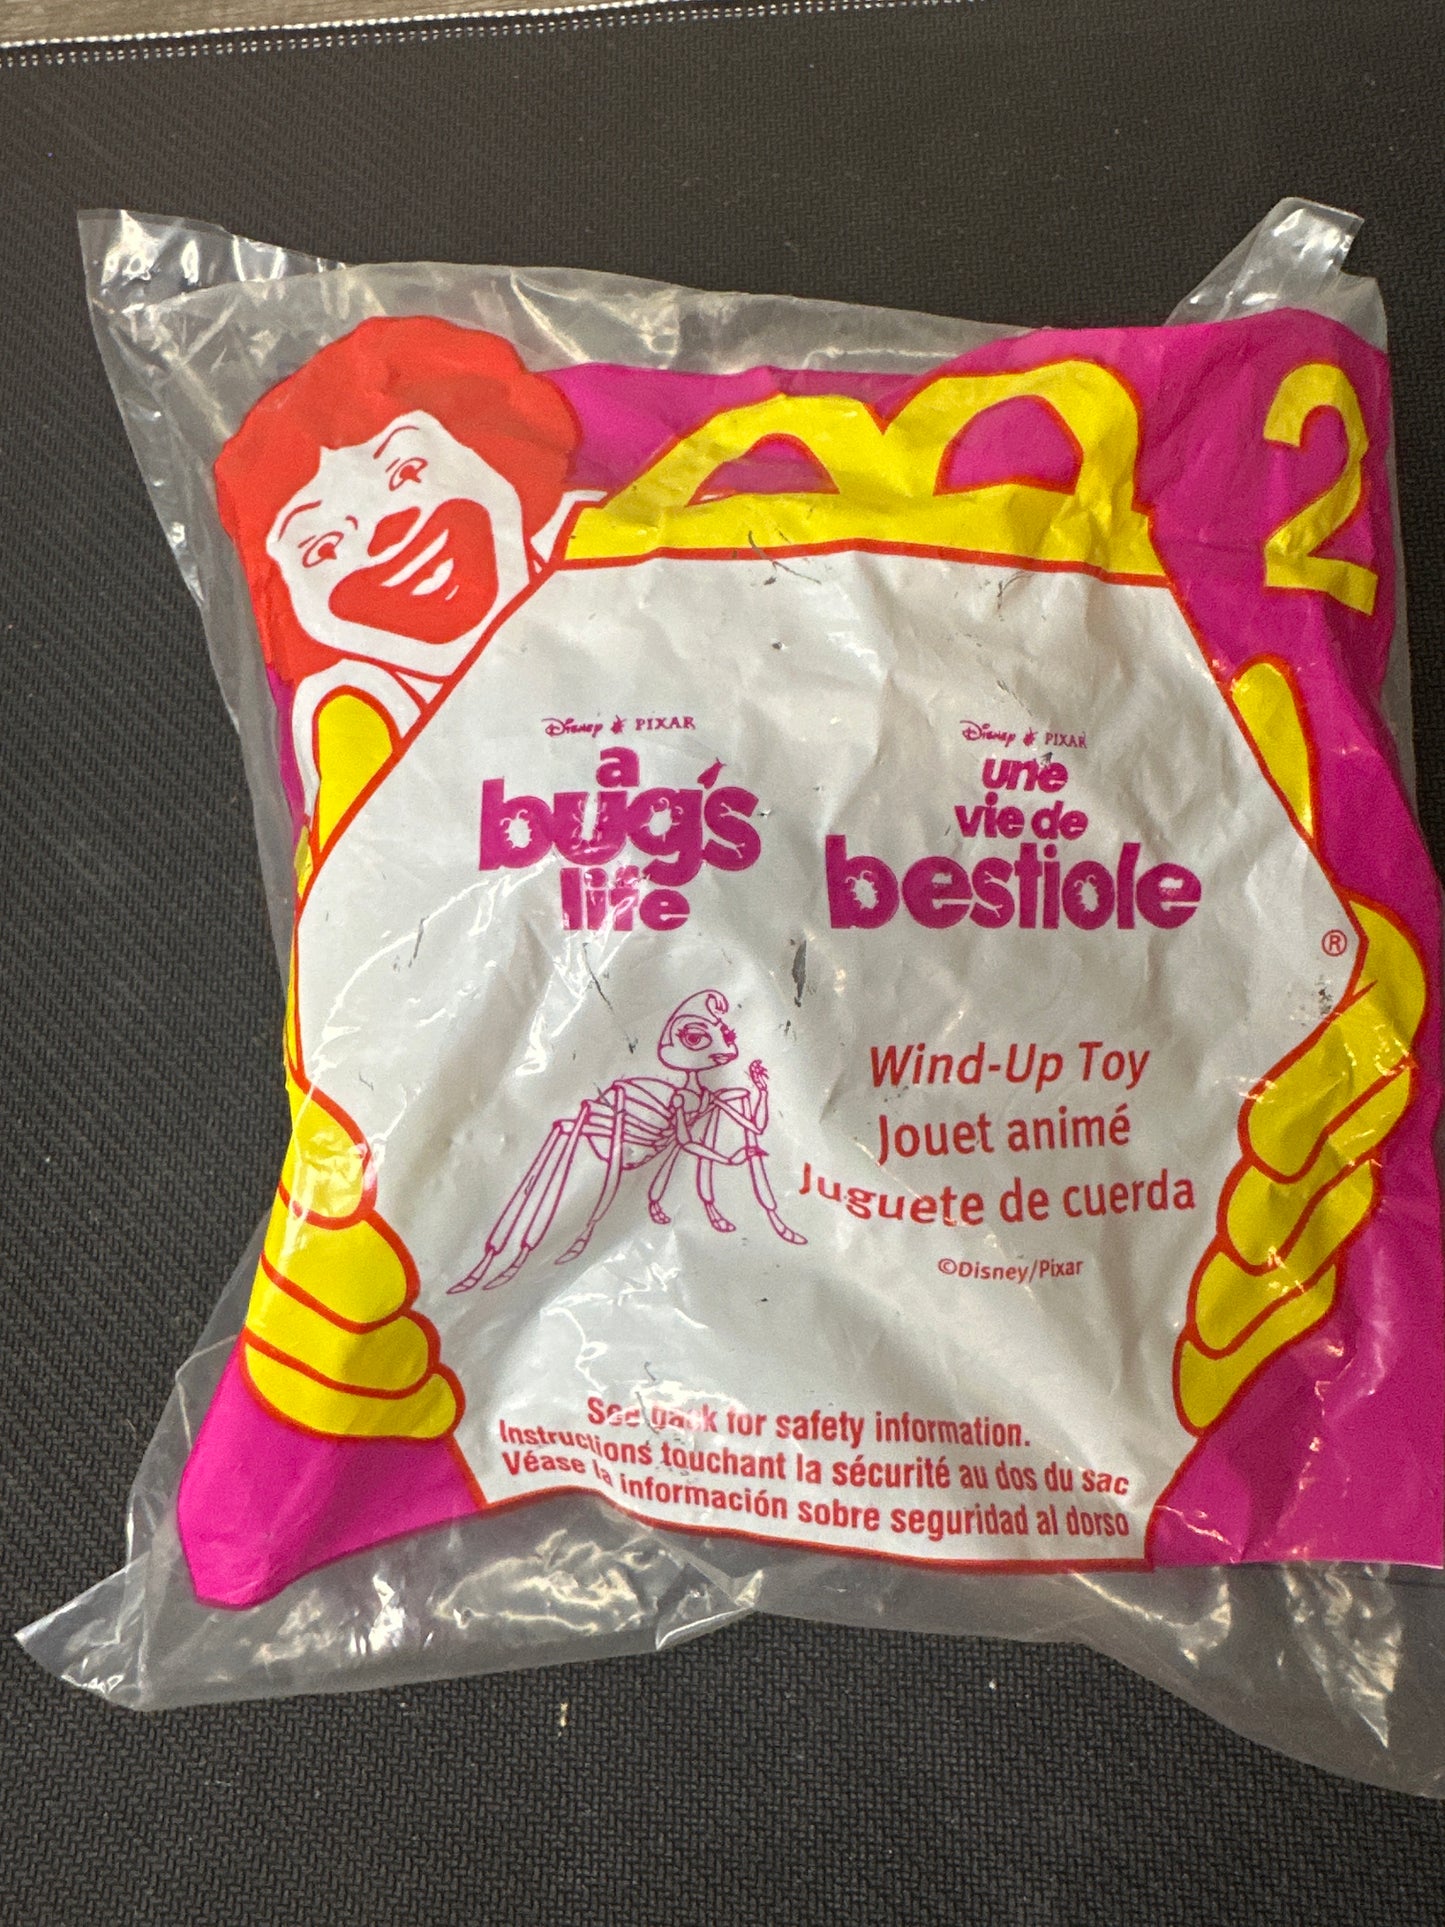 2
Disney PIXAR
a
bug's
life
Disney PIXAR
une
vie de
bestiole
®
Wind-Up Toy
Jouet animé
Juguete de cuerda
©Disney/Pixar
See back for safety information.
Instructions touchant la sécurité au dos du sac
Véase la información sobre seguridad al dorso